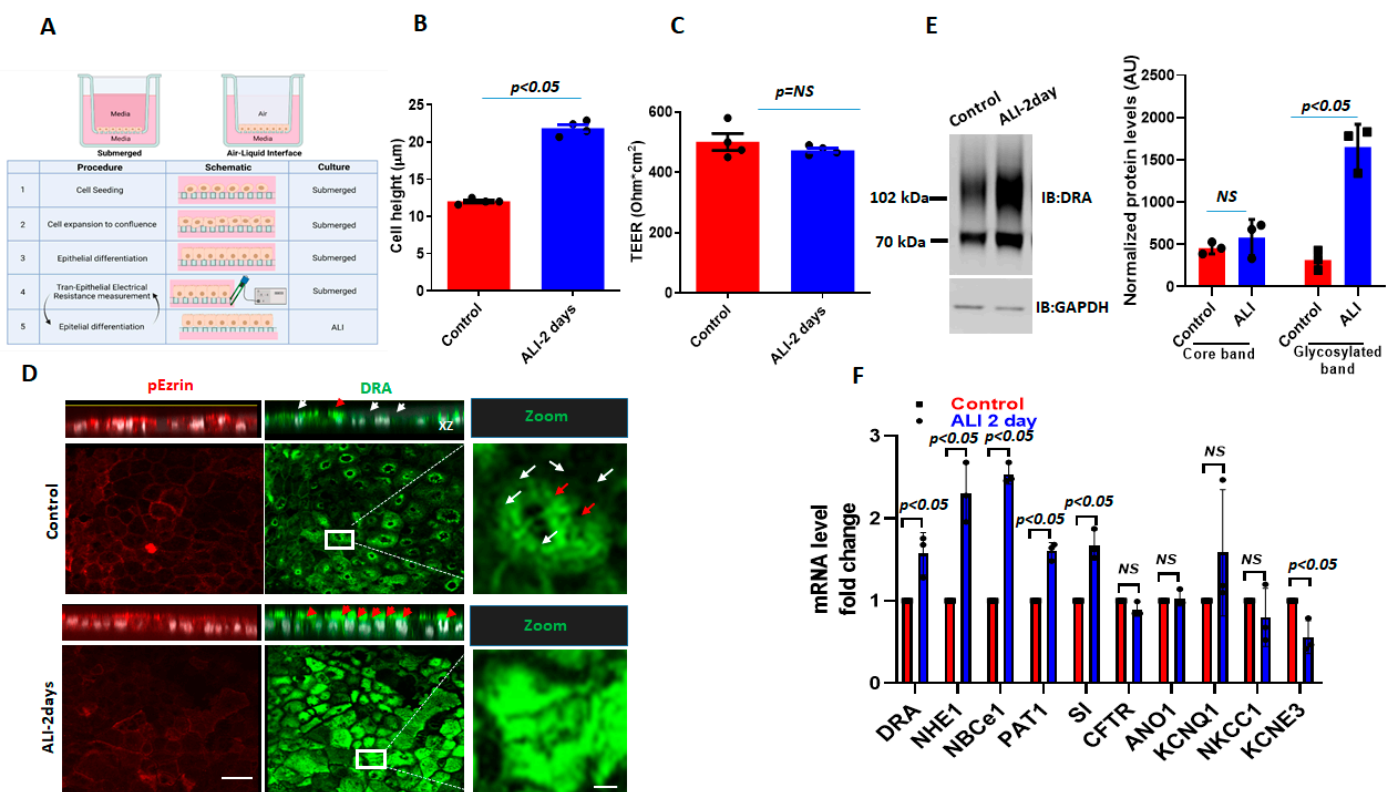 A
Media
Media
Submerged
Air
Media
Air-Liquid Interface
Procedure Schematic Culture
1 Cell Seeding Submerged
2 Cell expansion to confluence Submerged
3 Epithelial differentiation Submerged
4 Tran-Epithelial Electrical
Resistance measurement Submerged
5 Epitelial differentiation ALI
B
p<0.05
Cell height (μm)
25
20
15
10
5
0
Control
ALI-2 days
C
p=NS
TEER (Ohm*cm²)
600
400
200
0
Control
ALI-2 days
E
Control
ALI-2day
102 kDa
70 kDa
IB:DRA
IB:GAPDH
Normalized protein levels (AU)
2500
2000
1500
1000
500
0
NS
p<0.05
Control
ALI
Control
ALI
Core band
Glycosylated
band
D
pEzrin
DRA
XZ
Zoom
Control
Zoom
ALI-2days
F
Control
ALI 2 day
mRNA level
fold change
3
2
1
0
p<0.05
p<0.05
p<0.05
p<0.05
p<0.05
NS
NS
NS
NS
p<0.05
DRA
NHE1
NBCe1
PAT1
SI
CFTR
ANO1
KCNQ1
NKCC1
KCNE3